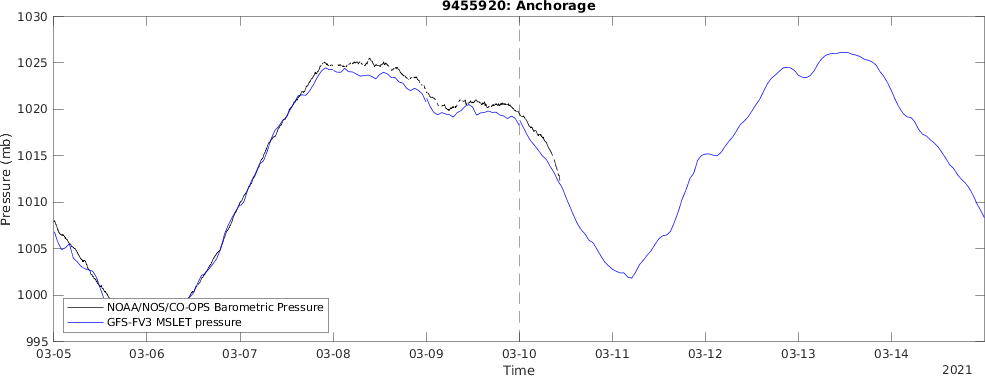 9455920: Anchorage
1030
1025
1020
1015
1010
1005
1000
995
Pressure (mb)
NOAA/NOS/CO-OPS Barometric Pressure
GFS-FV3 MSLET pressure
03-05 03-06 03-07 03-08 03-09 03-10 03-11 03-12 03-13 03-14
Time
2021